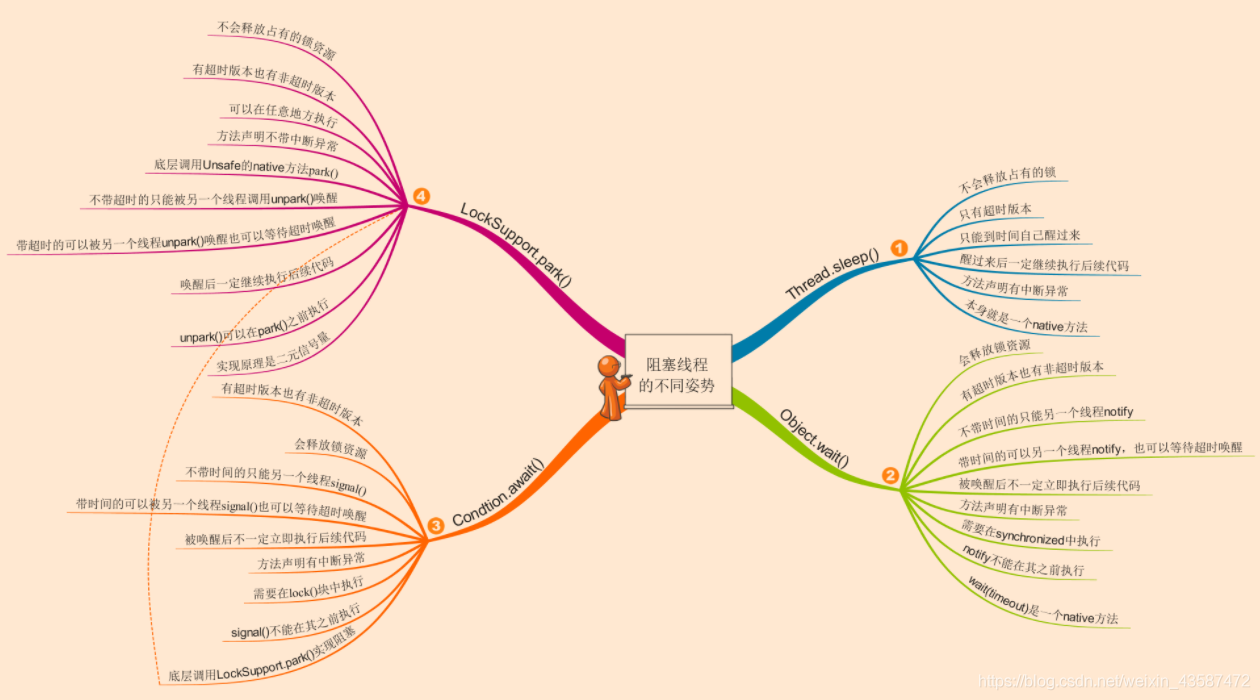 阻塞线程
的不同姿势
1
Thread.sleep()
不会释放占有的锁
只有超时版本
只能到时间自己醒过来
醒过来后一定继续执行后续代码
方法声明有中断异常
本身就是一个native方法
2
Object.wait()
会释放锁资源
有超时版本也有非超时版本
不带时间的只能另一个线程notify
带时间的可以另一个线程notify，也可以等待超时唤醒
被唤醒后不一定立即执行后续代码
方法声明有中断异常
需要在synchronized中执行
notify不能在其之前执行
wait(timeout)是一个native方法
3
Condtion.await()
有超时版本也有非超时版本
会释放锁资源
不带时间的只能另一个线程signal()
带时间的可以被另一个线程signal()也可以等待超时唤醒
被唤醒后不一定立即执行后续代码
方法声明有中断异常
需要在lock()块中执行
signal()不能在其之前执行
底层调用LockSupport.park()实现阻塞
4
LockSupport.park()
不会释放占有的锁资源
有超时版本也有非超时版本
可以在任意地方执行
方法声明不带中断异常
底层调用Unsafe的native方法park()
不带超时的只能被另一个线程调用unpark()唤醒
带超时的可以被另一个线程unpark()唤醒也可以等待超时唤醒
唤醒后一定继续执行后续代码
unpark()可以在park()之前执行
实现原理是二元信号量
https://blog.csdn.net/weixin_43587472